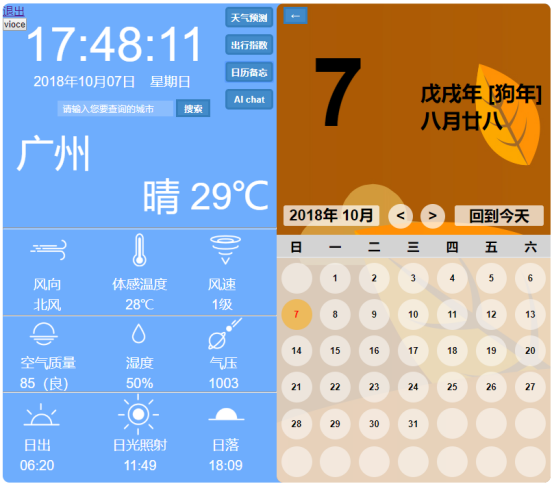 退出
vioce
17:48:11
2018年10月07日 星期日
天气预测
出行指数
日历备忘
AI chat
请输入您要查询的城市 搜索
广州
晴 29℃
风向 体感温度 风速
北风 28℃ 1级
空气质量 湿度 气压
85（良） 50% 1003
日出 日光照射 日落
06:20 11:49 18:09
←
7
戊戌年 [狗年]
八月廿八
2018年 10月 < > 回到今天
日 一 二 三 四 五 六
1 2 3 4 5 6
7 8 9 10 11 12 13
14 15 16 17 18 19 20
21 22 23 24 25 26 27
28 29 30 31